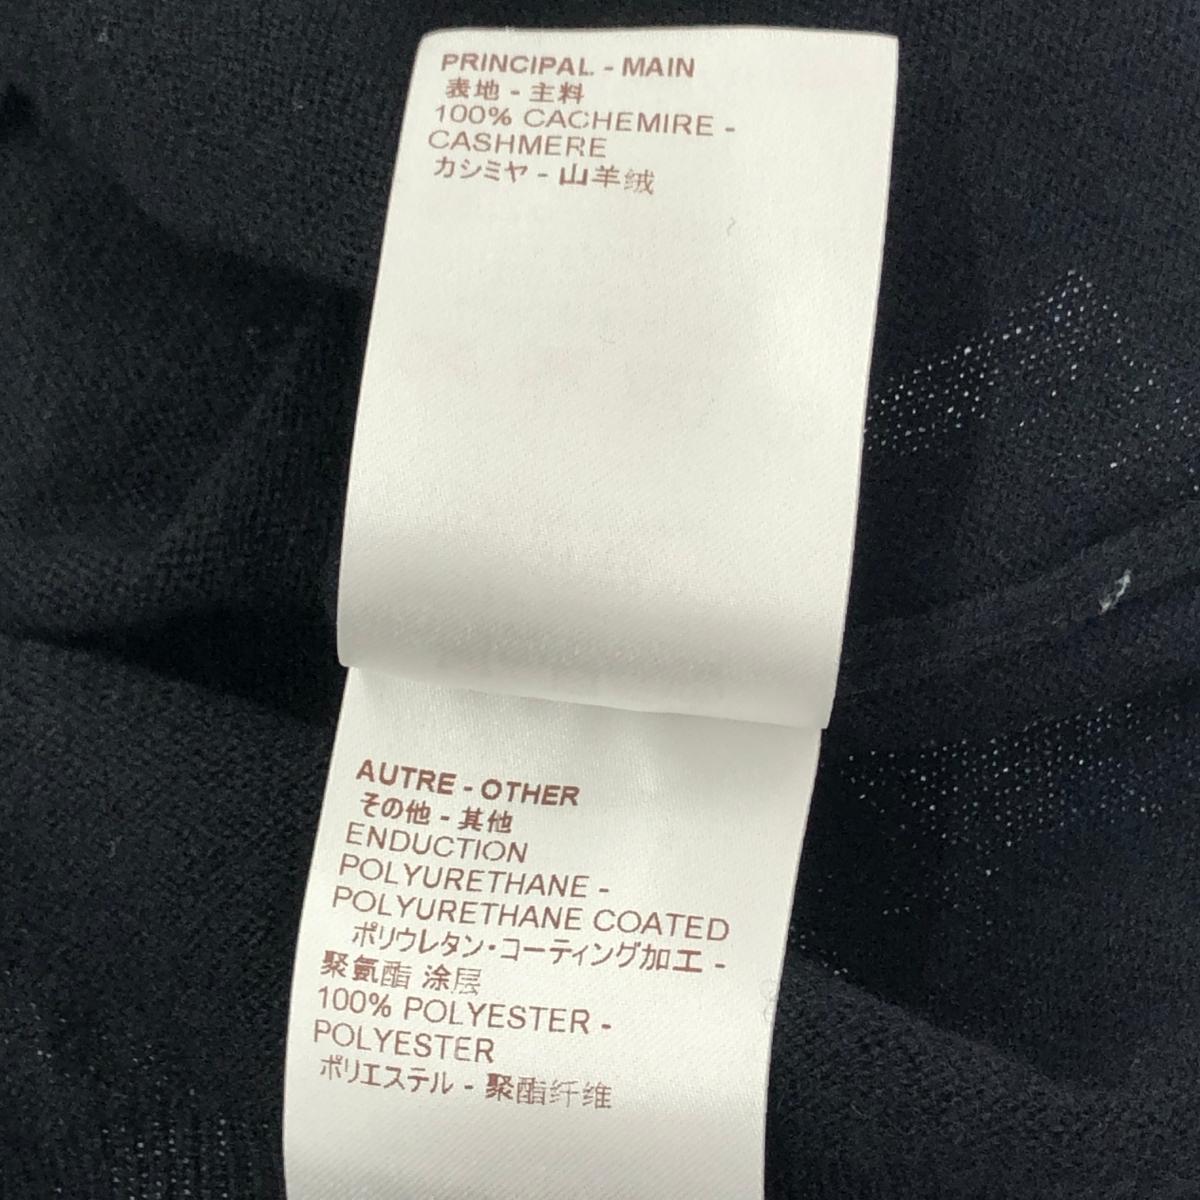 PRINCIPAL - MAIN
表地 - 主料
100% CACHEMIRE -
CASHMERE
カシミヤ - 山羊绒
AUTRE - OTHER
その他 - 其他
ENDUCTION
POLYURETHANE -
POLYURETHANE COATED
ポリウレタン・コーティング加工 -
聚氨酯 涂层
100% POLYESTER -
POLYESTER
ポリエステル - 聚酯纤维